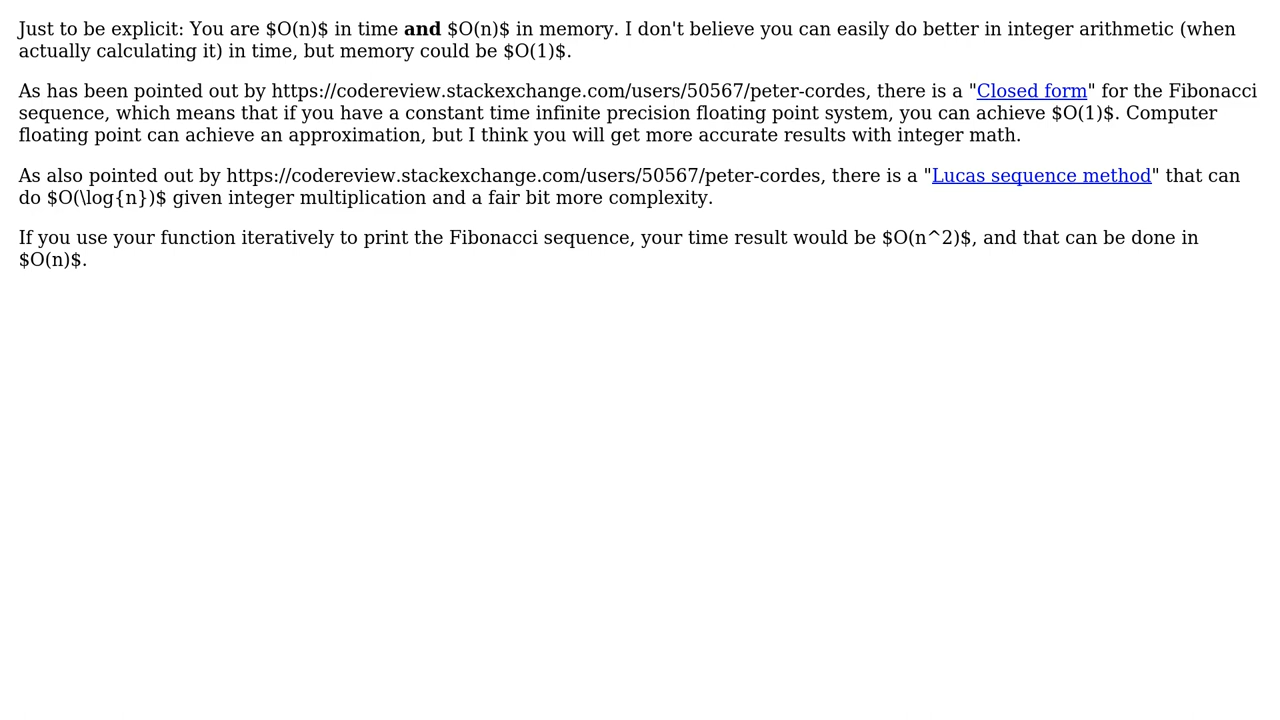 Just to be explicit: You are $O(n)$ in time and $O(n)$ in memory. I don't believe you can easily do better in integer arithmetic (when
actually calculating it) in time, but memory could be $O(1)$.
As has been pointed out by https://codereview.stackexchange.com/users/50567/peter-cordes, there is a "Closed form" for the Fibonacci
sequence, which means that if you have a constant time infinite precision floating point system, you can achieve $O(1)$. Computer
floating point can achieve an approximation, but I think you will get more accurate results with integer math.
As also pointed out by https://codereview.stackexchange.com/users/50567/peter-cordes, there is a "Lucas sequence method" that can
do $O(\log{n})$ given integer multiplication and a fair bit more complexity.
If you use your function iteratively to print the Fibonacci sequence, your time result would be $O(n^2)$, and that can be done in
$O(n)$.